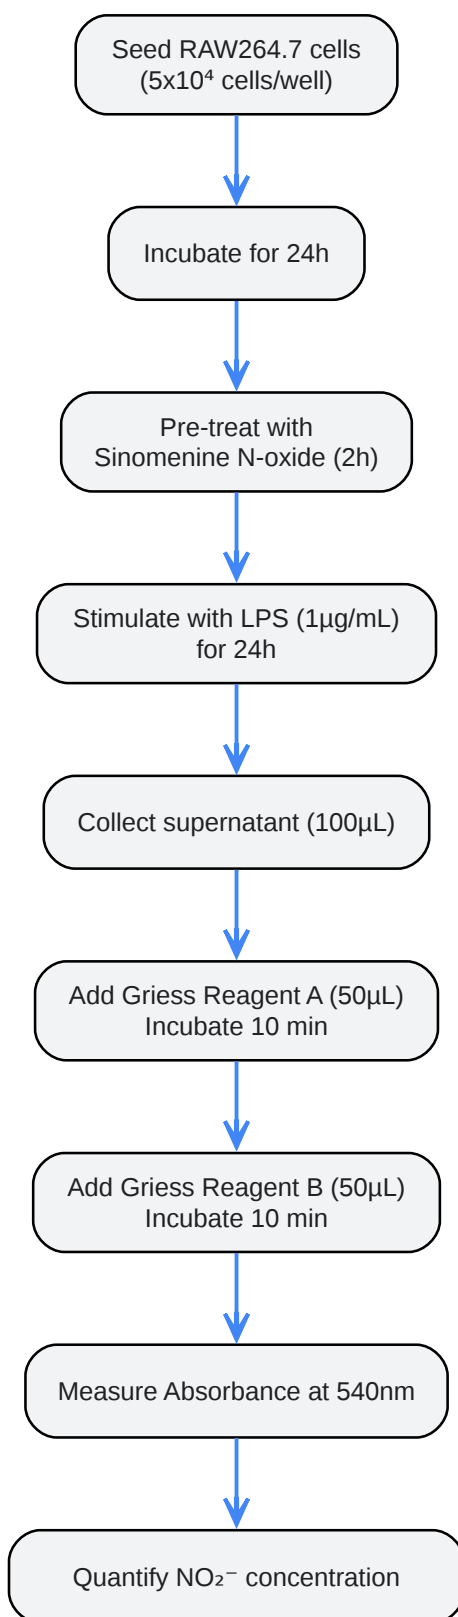 Seed RAW264.7 cells
(5x10⁴ cells/well)
Incubate for 24h
Pre-treat with
Sinomenine N-oxide (2h)
Stimulate with LPS (1µg/mL)
for 24h
Collect supernatant (100µL)
Add Griess Reagent A (50µL)
Incubate 10 min
Add Griess Reagent B (50µL)
Incubate 10 min
Measure Absorbance at 540nm
Quantify NO₂⁻ concentration